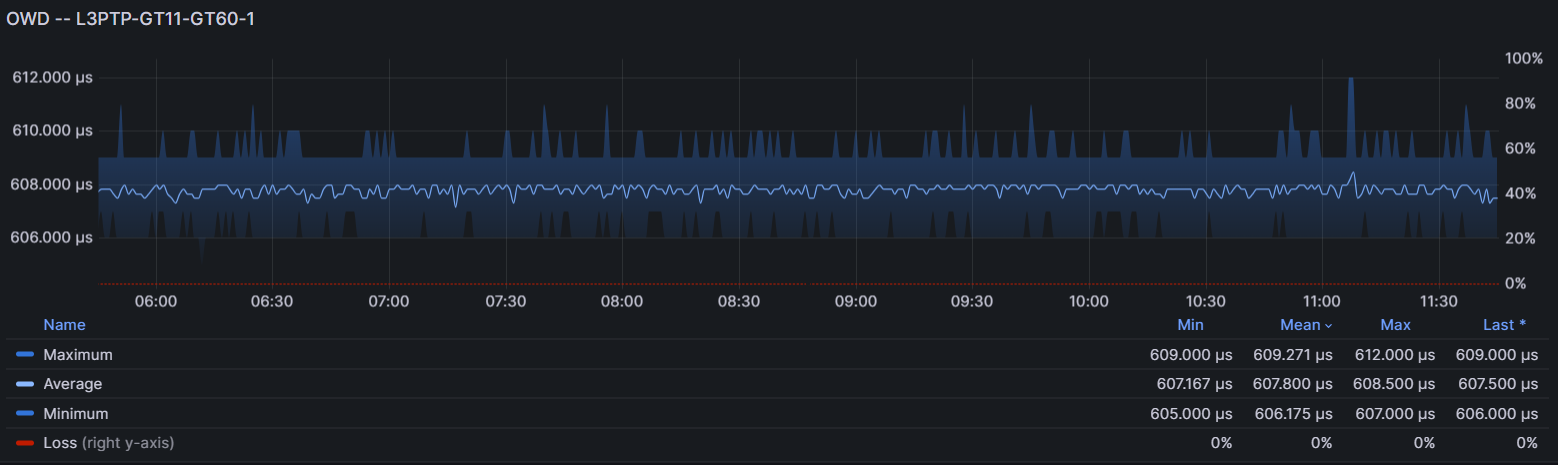 OWD -- L3PTP-GT11-GT60-1
100%
612.000 µs
80%
610.000 µs
60%
608.000 µs
40%
606.000 µs
20%
0%
06:00 06:30 07:00 07:30 08:00 08:30 09:00 09:30 10:00 10:30 11:00 11:30
Name Min Mean Max Last *
Maximum 609.000 µs 609.271 µs 612.000 µs 609.000 µs
Average 607.167 µs 607.800 µs 608.500 µs 607.500 µs
Minimum 605.000 µs 606.175 µs 607.000 µs 606.000 µs
Loss (right y-axis) 0% 0% 0% 0%